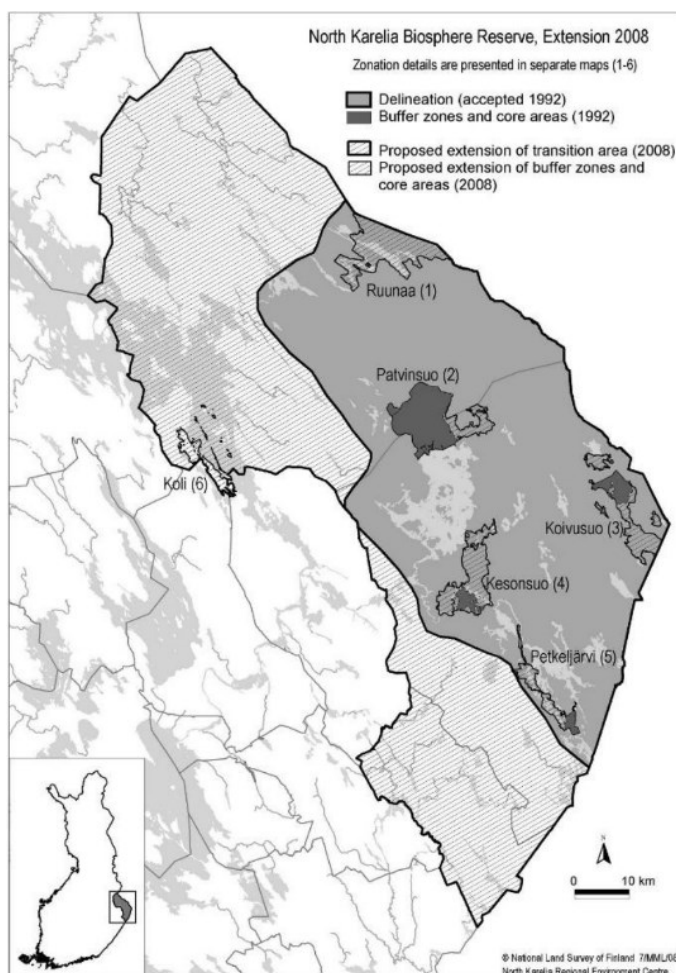 North Karelia Biosphere Reserve, Extension 2008
Zonation details are presented in separate maps (1-6)
Delineation (accepted 1992)
Buffer zones and core areas (1992)
Proposed extension of transition area (2008)
Proposed extension of buffer zones and
core areas (2008)
Ruunaa (1)
Patvinsuo (2)
Koli (6)
Koivusuo (3)
Kesonsuo (4)
Petkeljärvi (5)
N
0 10 km
© National Land Survey of Finland 7/MML/08
North Karelia Regional Environment Centre